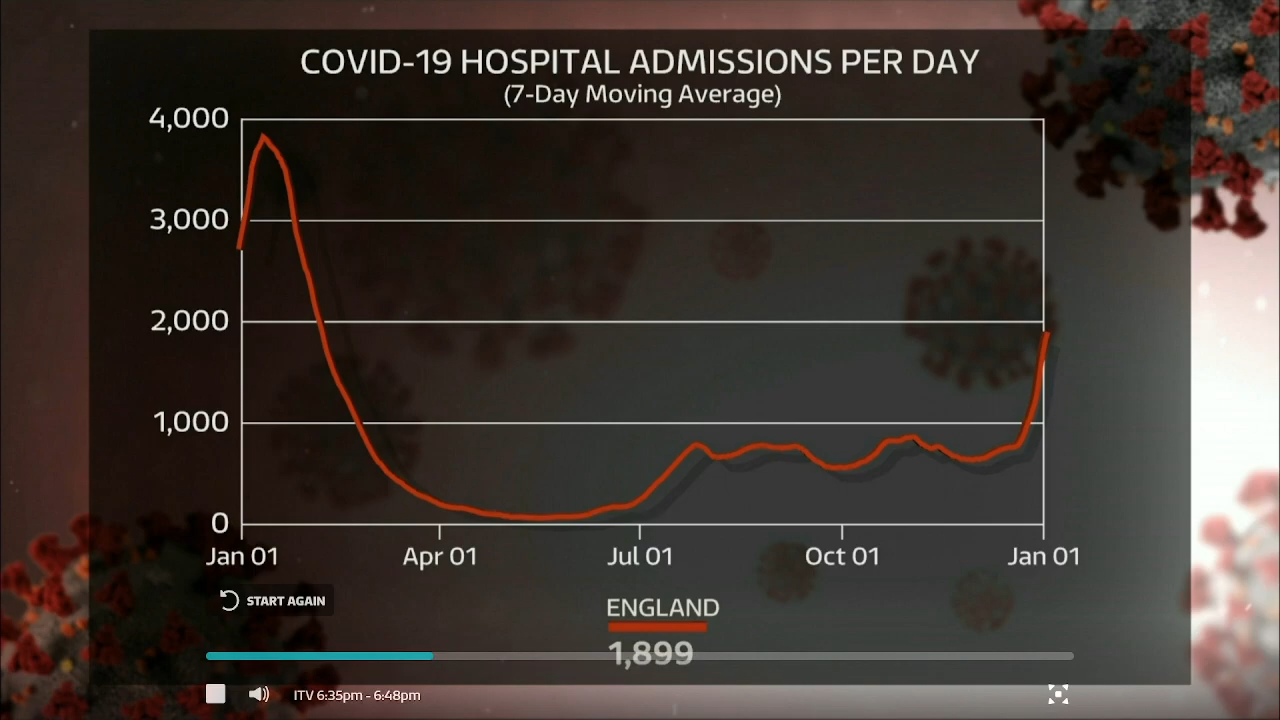 COVID-19 HOSPITAL ADMISSIONS PER DAY
(7-Day Moving Average)
4,000
3,000
2,000
1,000
0
Jan 01 Apr 01 Jul 01 Oct 01 Jan 01
START AGAIN
ENGLAND
1,899
ITV 6:35pm - 6:48pm